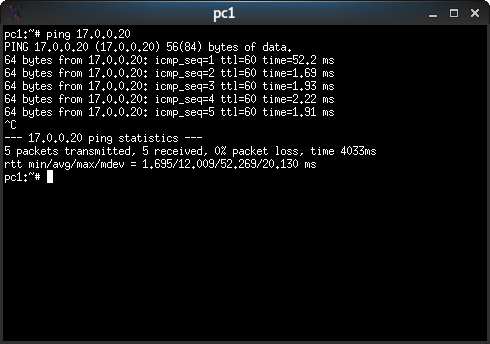 pc1
pc1:~# ping 17.0.0.20
PING 17.0.0.20 (17.0.0.20) 56(84) bytes of data.
64 bytes from 17.0.0.20: icmp_seq=1 ttl=60 time=52.2 ms
64 bytes from 17.0.0.20: icmp_seq=2 ttl=60 time=1.69 ms
64 bytes from 17.0.0.20: icmp_seq=3 ttl=60 time=1.93 ms
64 bytes from 17.0.0.20: icmp_seq=4 ttl=60 time=2.22 ms
64 bytes from 17.0.0.20: icmp_seq=5 ttl=60 time=1.91 ms
^C
--- 17.0.0.20 ping statistics ---
5 packets transmitted, 5 received, 0% packet loss, time 4033ms
rtt min/avg/max/mdev = 1.695/12.009/52.269/20.130 ms
pc1:~#